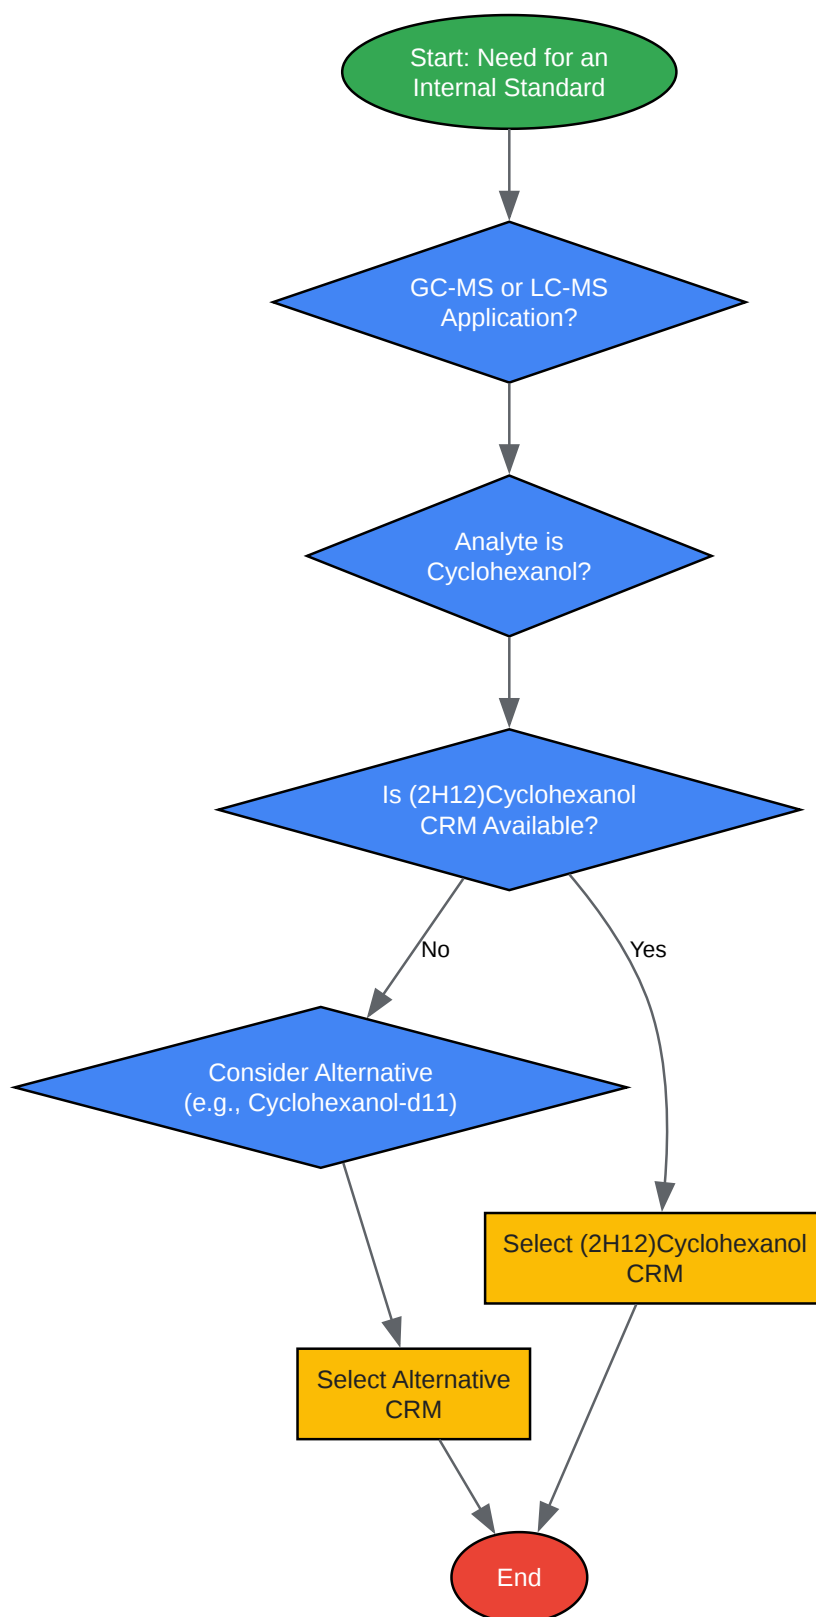 Start: Need for an
Internal Standard
GC-MS or LC-MS
Application?
Analyte is
Cyclohexanol?
Is (2H12)Cyclohexanol
CRM Available?
No
Yes
Consider Alternative
(e.g., Cyclohexanol-d11)
Select (2H12)Cyclohexanol
CRM
Select Alternative
CRM
End